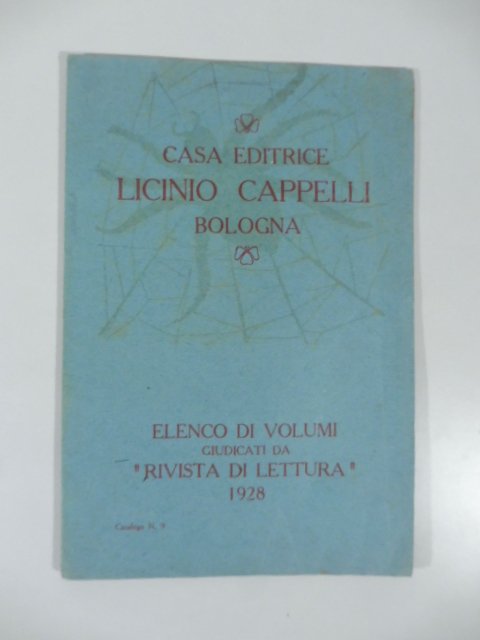 CASA EDITRICE
LICINIO CAPPELLI
BOLOGNA
ELENCO DI VOLUMI
GIUDICATI DA
"RIVISTA DI LETTURA"
1928
Catalogo N. 9